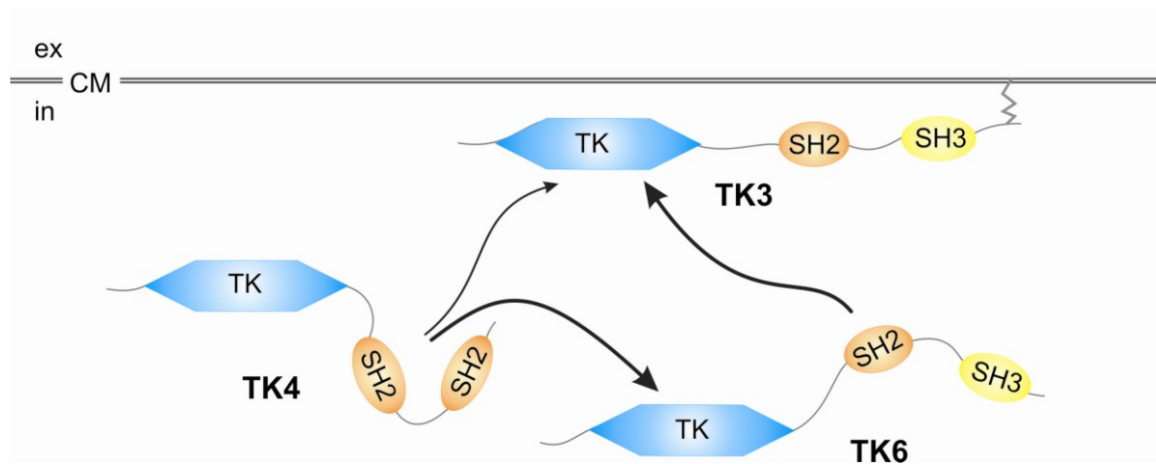 ex
CM
in
TK SH2 SH3
TK3
TK
SH2 SH2
TK4
SH2 SH3
TK
TK6